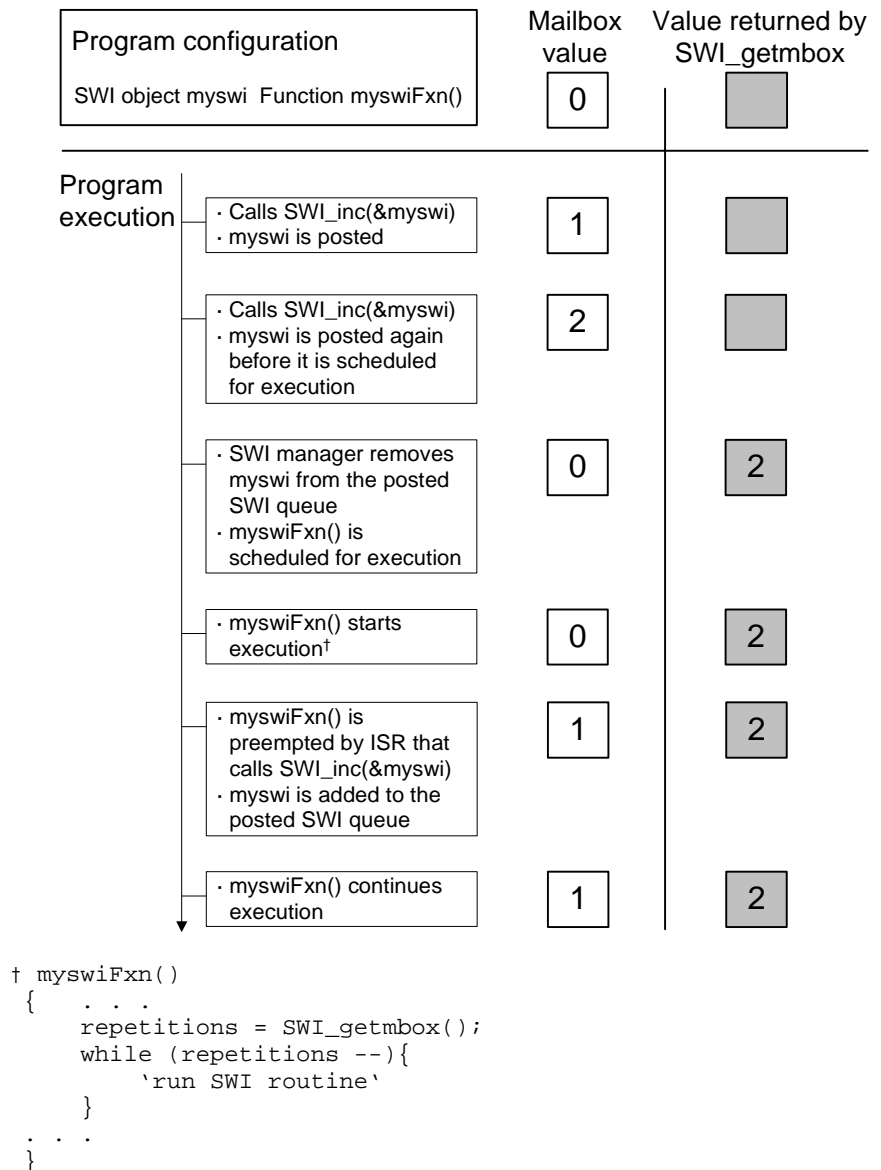 Program configuration
SWI object myswi Function myswiFxn()
Mailbox
value
Value returned by
SWI_getmbox
0
Program
execution
· Calls SWI_inc(&myswi)
· myswi is posted
1
· Calls SWI_inc(&myswi)
· myswi is posted again
before it is scheduled
for execution
2
· SWI manager removes
myswi from the posted
SWI queue
· myswiFxn() is
scheduled for execution
0
2
· myswiFxn() starts
execution†
0
2
· myswiFxn() is
preempted by ISR that
calls SWI_inc(&myswi)
· myswi is added to the
posted SWI queue
1
2
· myswiFxn() continues
execution
1
2
† myswiFxn()
{ . . .
repetitions = SWI_getmbox();
while (repetitions --){
‘run SWI routine‘
}
. . .
}